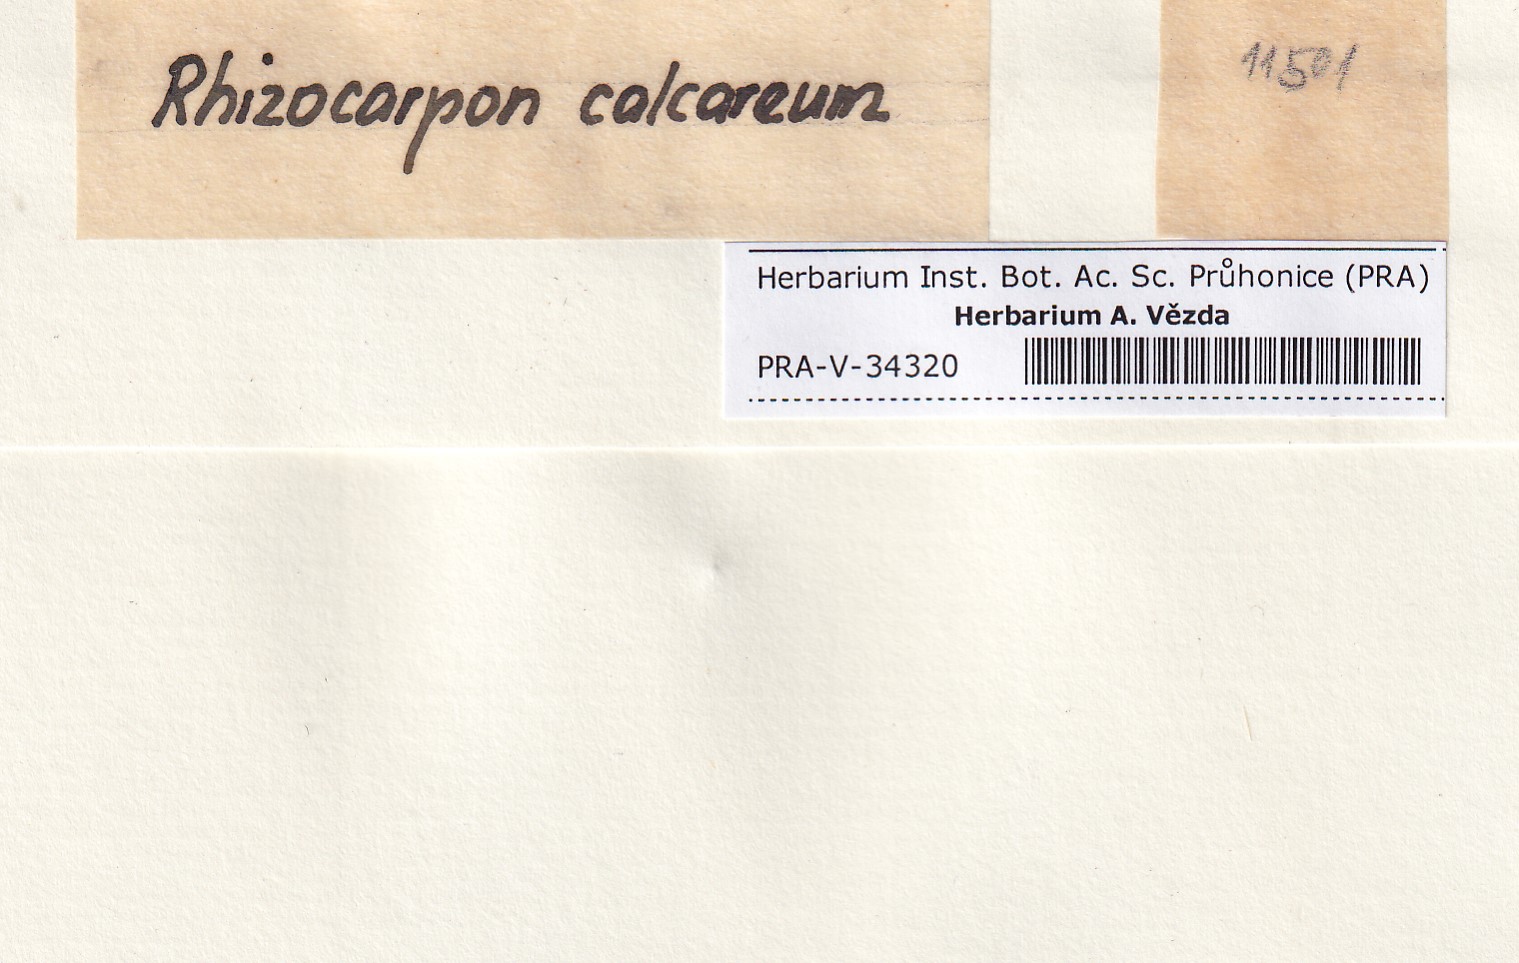 Rhizocarpon calcareum
11501
Herbarium Inst. Bot. Ac. Sc. Průhonice (PRA)
Herbarium A. Vězda
PRA-V-34320